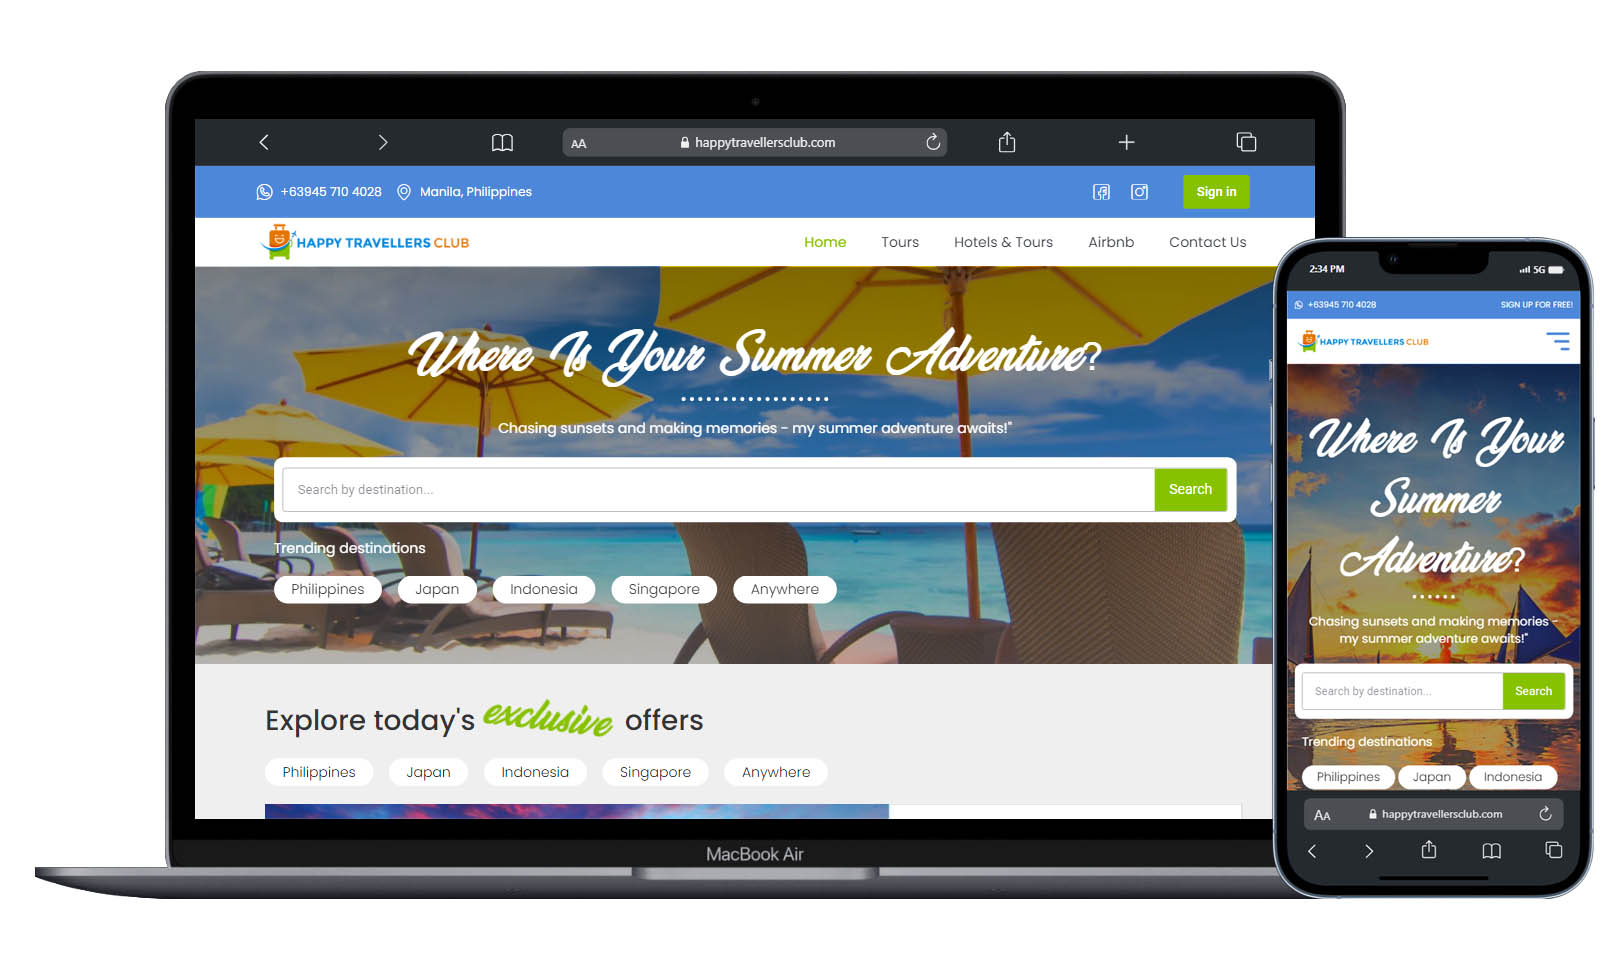 AA happytravellersclub.com
+63945 710 4028 Manila, Philippines Sign in
HAPPY TRAVELLERS CLUB Home Tours Hotels & Tours Airbnb Contact Us
Where Is Your Summer Adventure?
Chasing sunsets and making memories - my summer adventure awaits!"
Search by destination... Search
Trending destinations
Philippines Japan Indonesia Singapore Anywhere
Explore today's exclusive offers
Philippines Japan Indonesia Singapore Anywhere
MacBook Air
2:34 PM 5G
+63945 710 4028 SIGN UP FOR FREE!
HAPPY TRAVELLERS CLUB
Where Is Your
Summer
Adventure?
Chasing sunsets and making memories -
my summer adventure awaits!"
Search by destination... Search
Trending destinations
Philippines Japan Indonesia
AA happytravellersclub.com